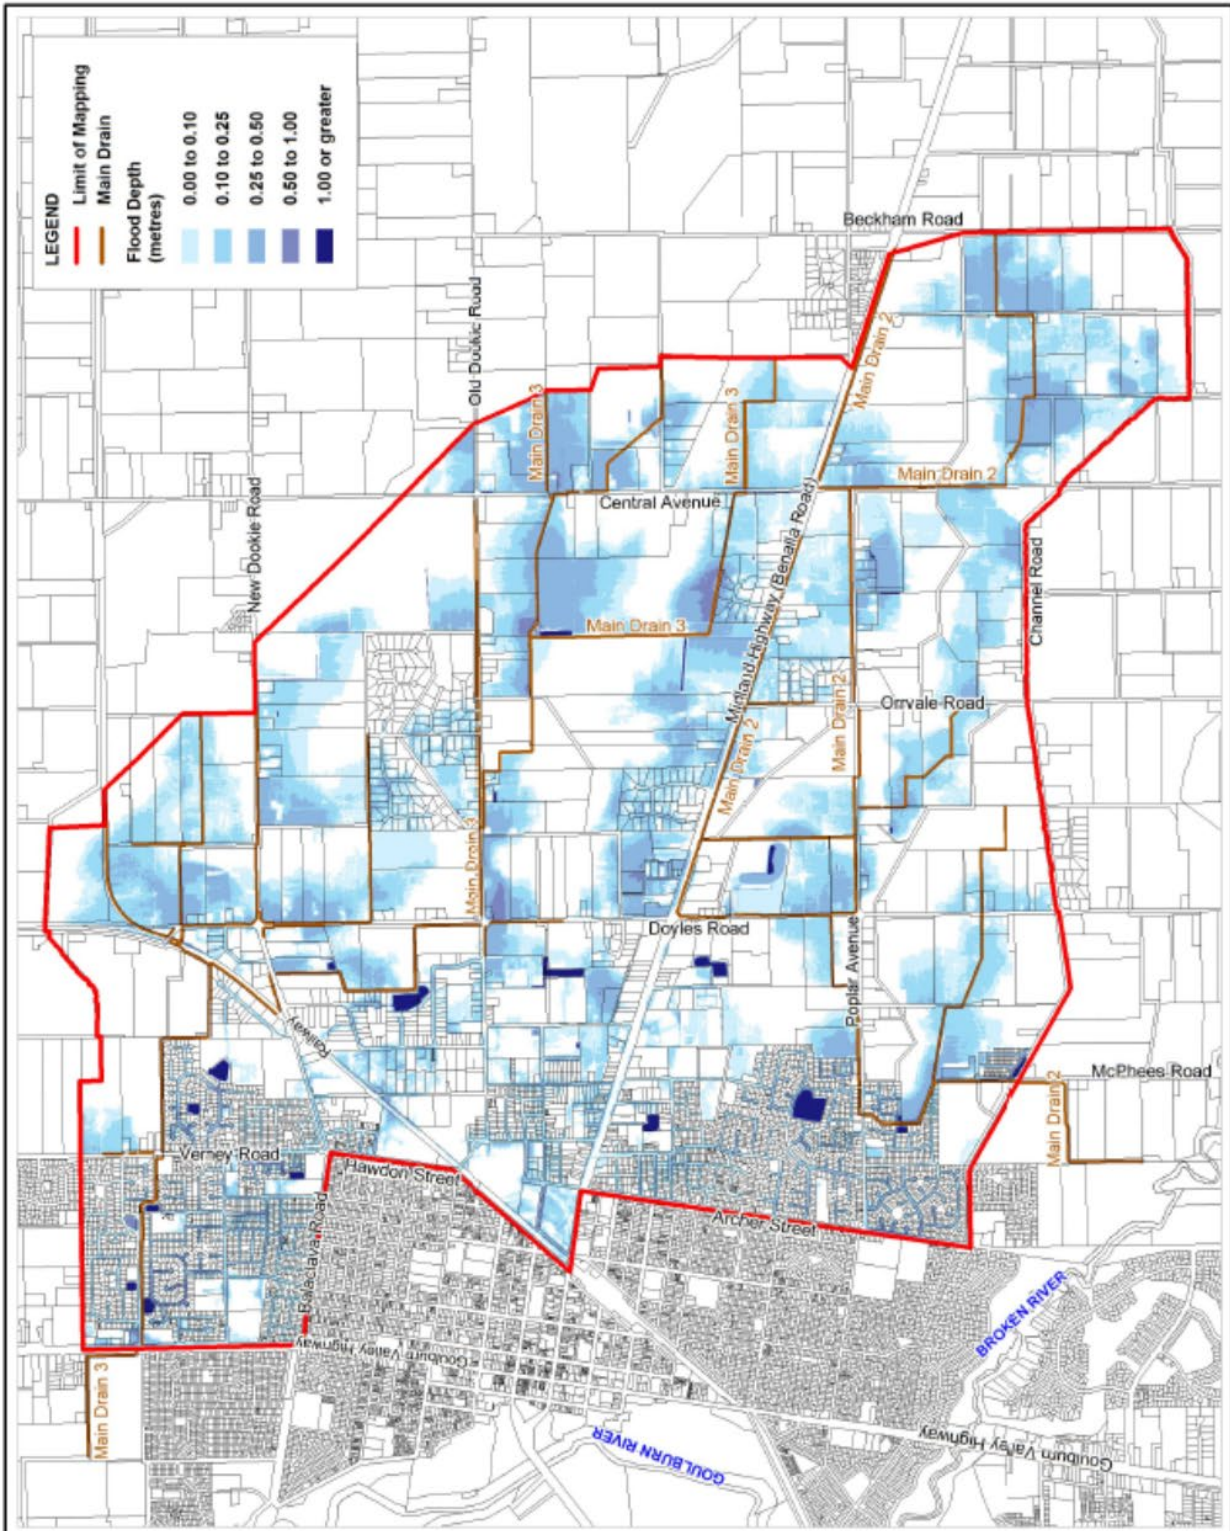 LEGEND
Limit of Mapping
Main Drain
Flood Depth
(metres)
0.00 to 0.10
0.10 to 0.25
0.25 to 0.50
0.50 to 1.00
1.00 or greater
Beckham Road
Old Dookie Road
Main Drain 2
Main Drain 3
Main Drain 3
Main Drain 2
New Dookie Road
Central Avenue
Midland Highway (Benalla Road)
Channel Road
Main Drain 3
Orrvale Road
Main Drain 2
Main Drain 2
Main Drain 3
Doyles Road
Poplar Avenue
Railway
McPhees Road
Main Drain 2
Verney Road
Hawdon Street
Archer Street
Balaclava Road
BROKEN RIVER
Goulburn Valley Highway
Main Drain 3
GOULBURN RIVER
Goulburn Valley Highway